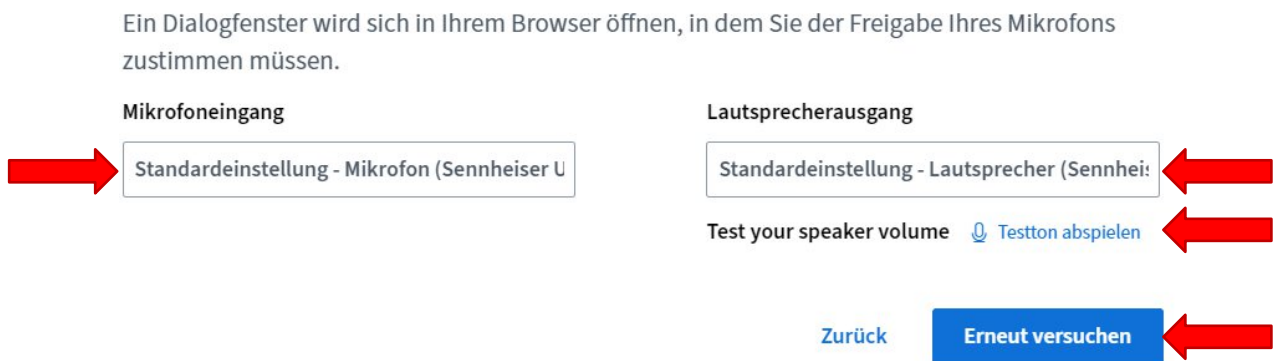 Ein Dialogfenster wird sich in Ihrem Browser öffnen, in dem Sie der Freigabe Ihres Mikrofons
zustimmen müssen.
Mikrofoneingang
Standardeinstellung - Mikrofon (Sennheiser U
Lautsprecherausgang
Standardeinstellung - Lautsprecher (Sennheis
Test your speaker volume Testton abspielen
Zurück Erneut versuchen